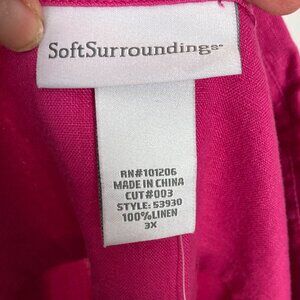 SoftSurroundings
RN#101206
MADE IN CHINA
CUT#003
STYLE: 53930
100%LINEN
3X